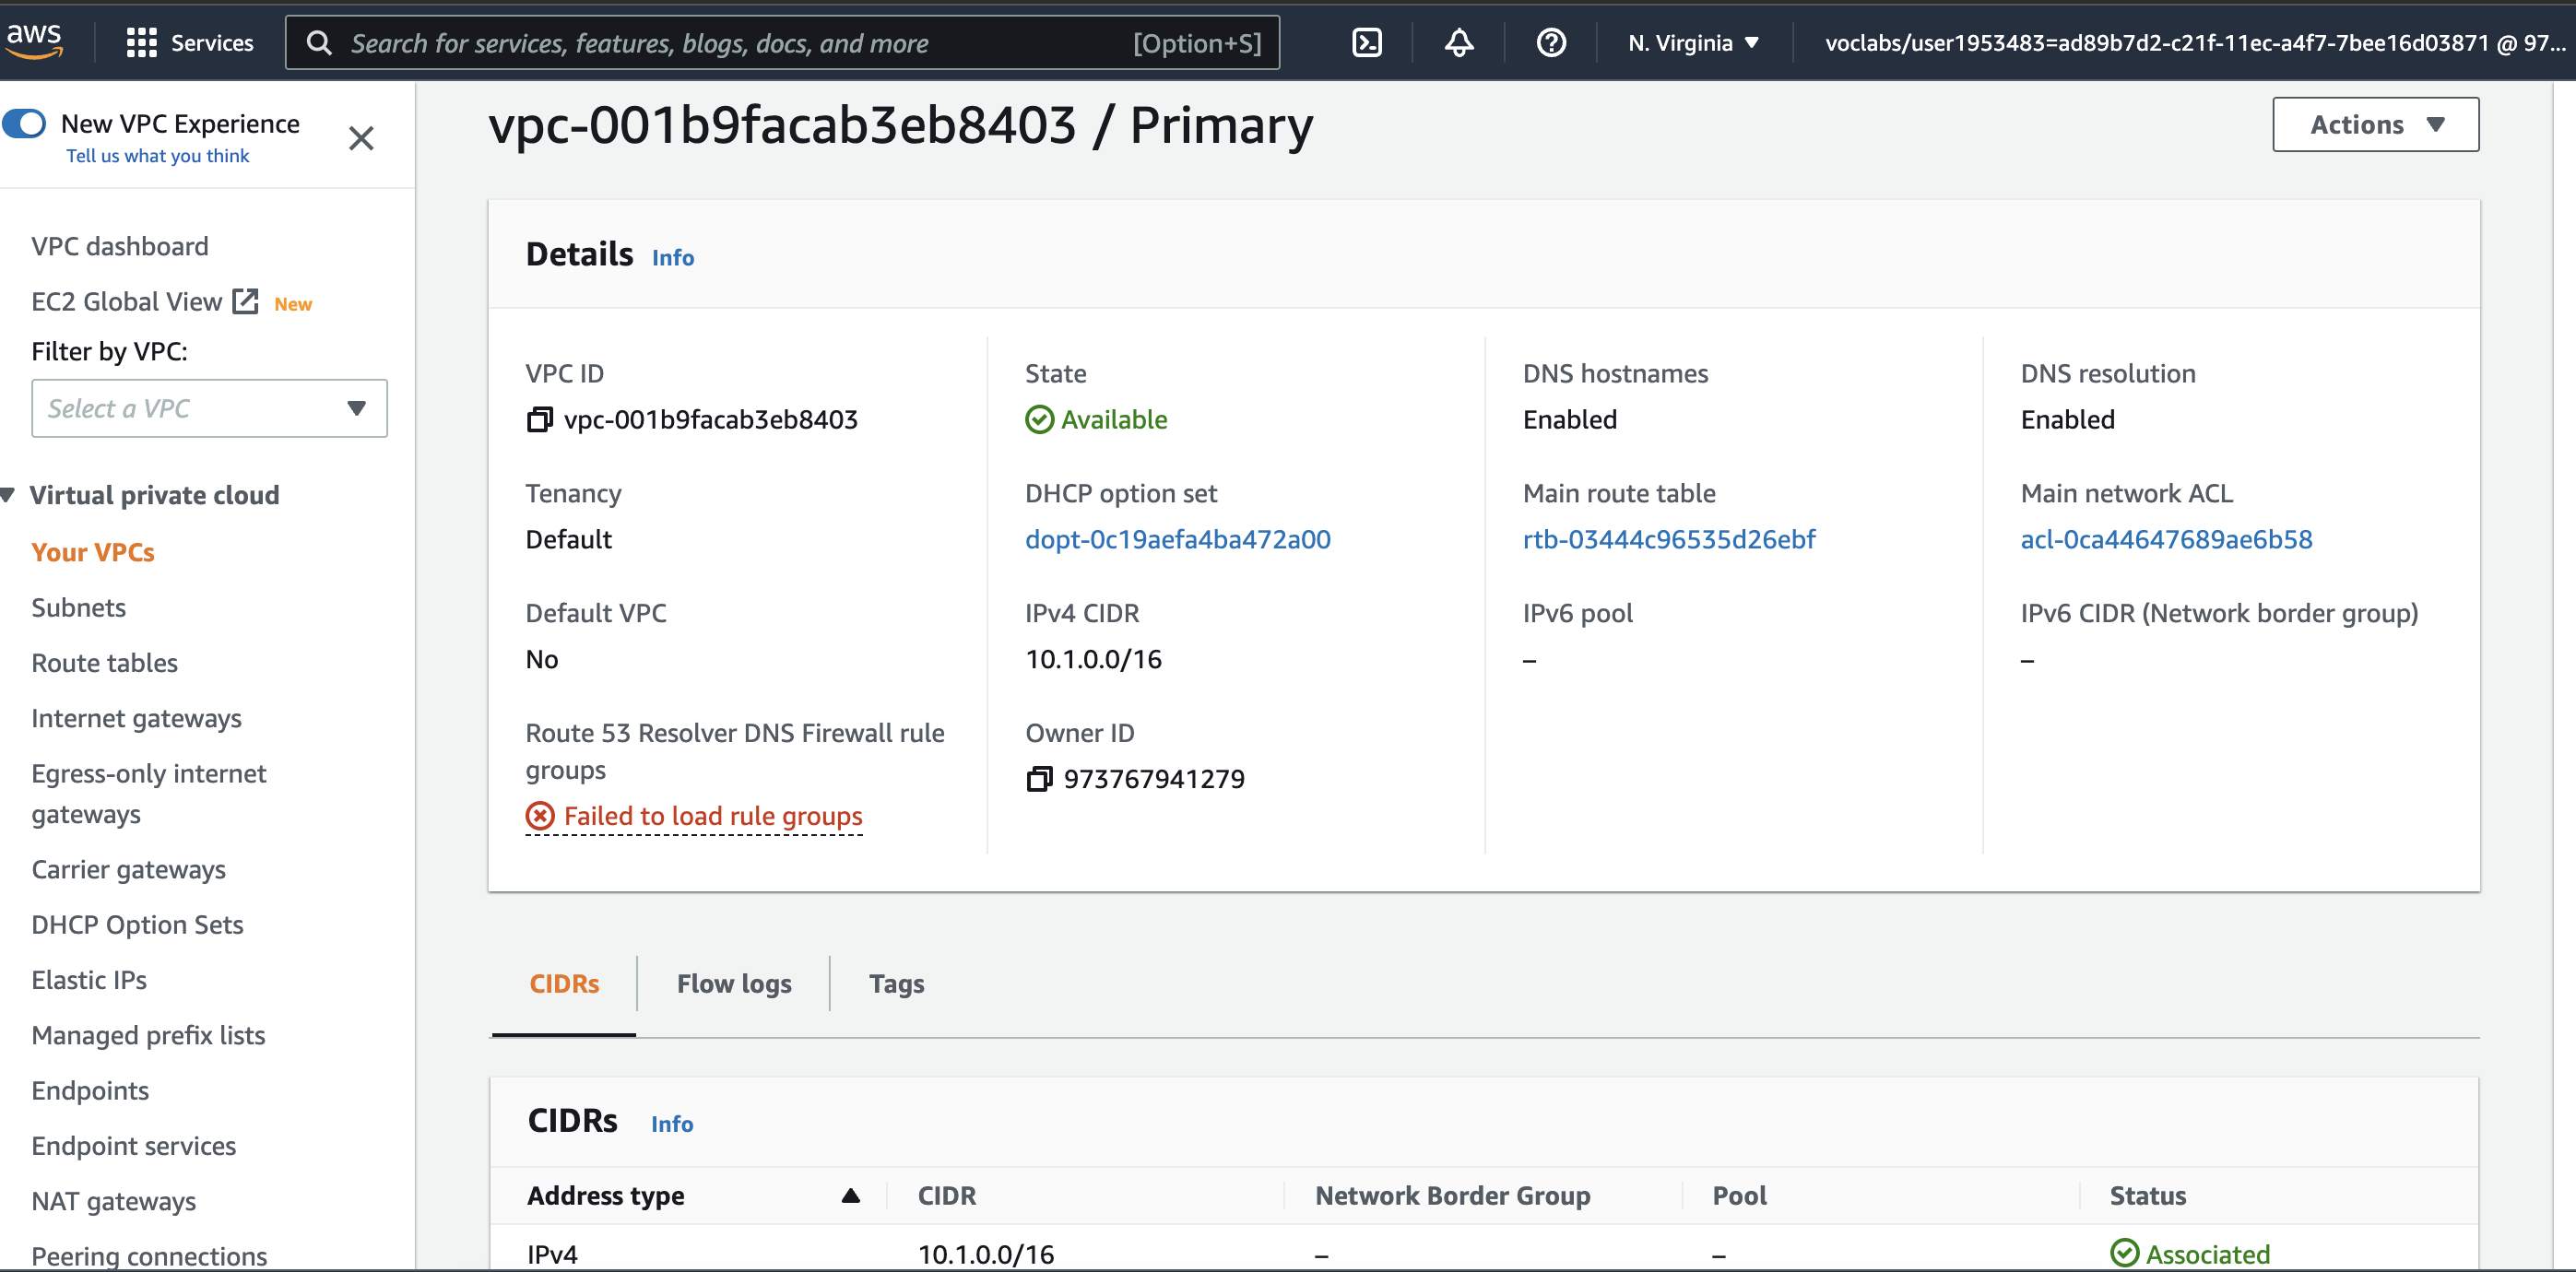 aws
Services
Search for services, features, blogs, docs, and more
[Option+S]
N. Virginia
voclabs/user1953483=ad89b7d2-c21f-11ec-a4f7-7bee16d03871 @ 97...
New VPC Experience
Tell us what you think
VPC dashboard
EC2 Global View
New
Filter by VPC:
Select a VPC
Virtual private cloud
Your VPCs
Subnets
Route tables
Internet gateways
Egress-only internet
gateways
Carrier gateways
DHCP Option Sets
Elastic IPs
Managed prefix lists
Endpoints
Endpoint services
NAT gateways
Peering connections
vpc-001b9facab3eb8403 / Primary
Actions
Details
Info
VPC ID
vpc-001b9facab3eb8403
State
Available
DNS hostnames
Enabled
DNS resolution
Enabled
Tenancy
Default
DHCP option set
dopt-0c19aefa4ba472a00
Main route table
rtb-03444c96535d26ebf
Main network ACL
acl-0ca44647689ae6b58
Default VPC
No
IPv4 CIDR
10.1.0.0/16
IPv6 pool
–
IPv6 CIDR (Network border group)
–
Route 53 Resolver DNS Firewall rule
groups
Failed to load rule groups
Owner ID
973767941279
CIDRs
Flow logs
Tags
CIDRs
Info
Address type
CIDR
Network Border Group
Pool
Status
IPv4
10.1.0.0/16
–
–
Associated